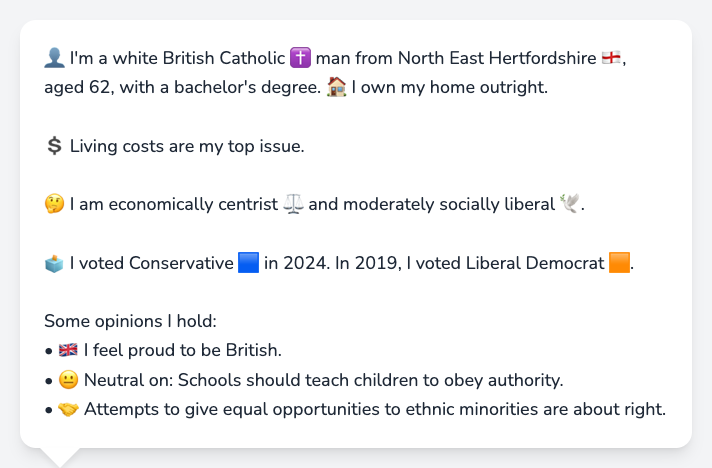 👤 I'm a white British Catholic ✝️ man from North East Hertfordshire 🏴󠁧󠁢󠁥󠁮󠁧󠁿,
aged 62, with a bachelor's degree. 🏠 I own my home outright.
💲 Living costs are my top issue.
🤔 I am economically centrist ⚖️ and moderately socially liberal 🕊️.
🗳️ I voted Conservative 🟦 in 2024. In 2019, I voted Liberal Democrat 🟧.
Some opinions I hold:
• 🇬🇧 I feel proud to be British.
• 😐 Neutral on: Schools should teach children to obey authority.
• 🤝 Attempts to give equal opportunities to ethnic minorities are about right.